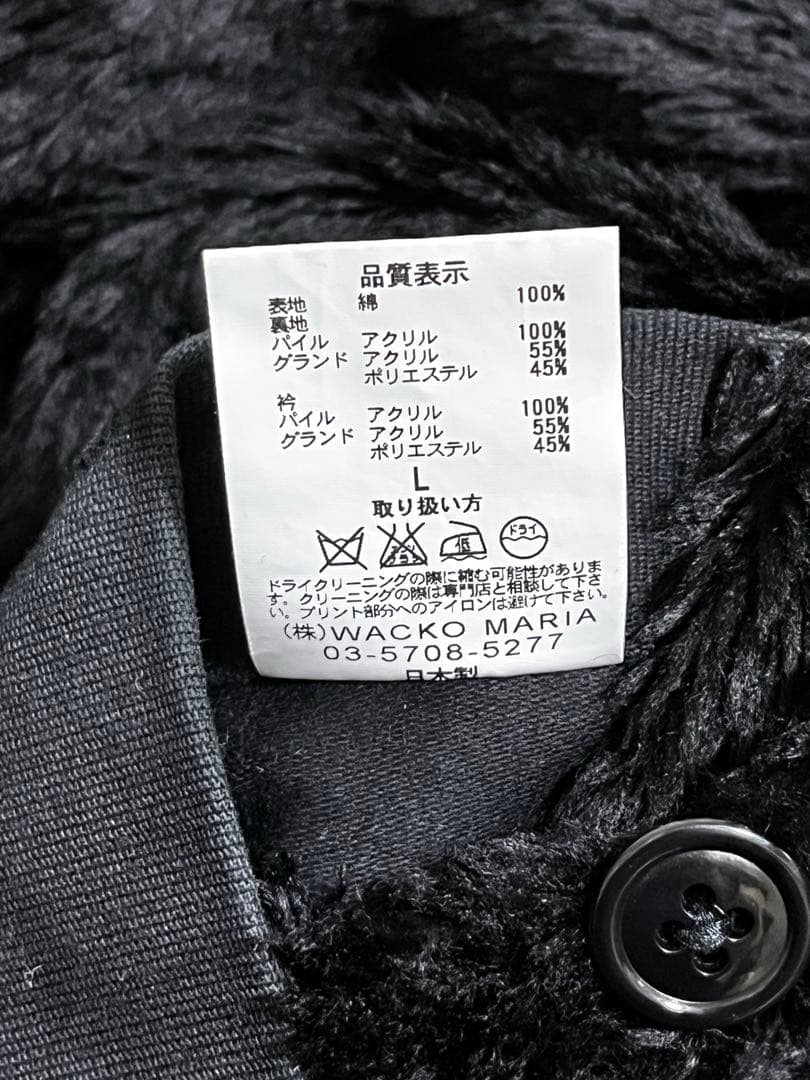 品質表示
表地 綿 100%
裏地
パイル アクリル 100%
グランド アクリル 55%
ポリエステル 45%
衿
パイル アクリル 100%
グランド アクリル 55%
ポリエステル 45%
L
取り扱い方
エンソ サラシ 低 ドライ
ドライクリーニングの際に縮む可能性がありま
す。クリーニングの際は専門店と相談して下さ
い。プリント部分へのアイロンは避けて下さい。
(株)WACKO MARIA
03-5708-5277
日本製